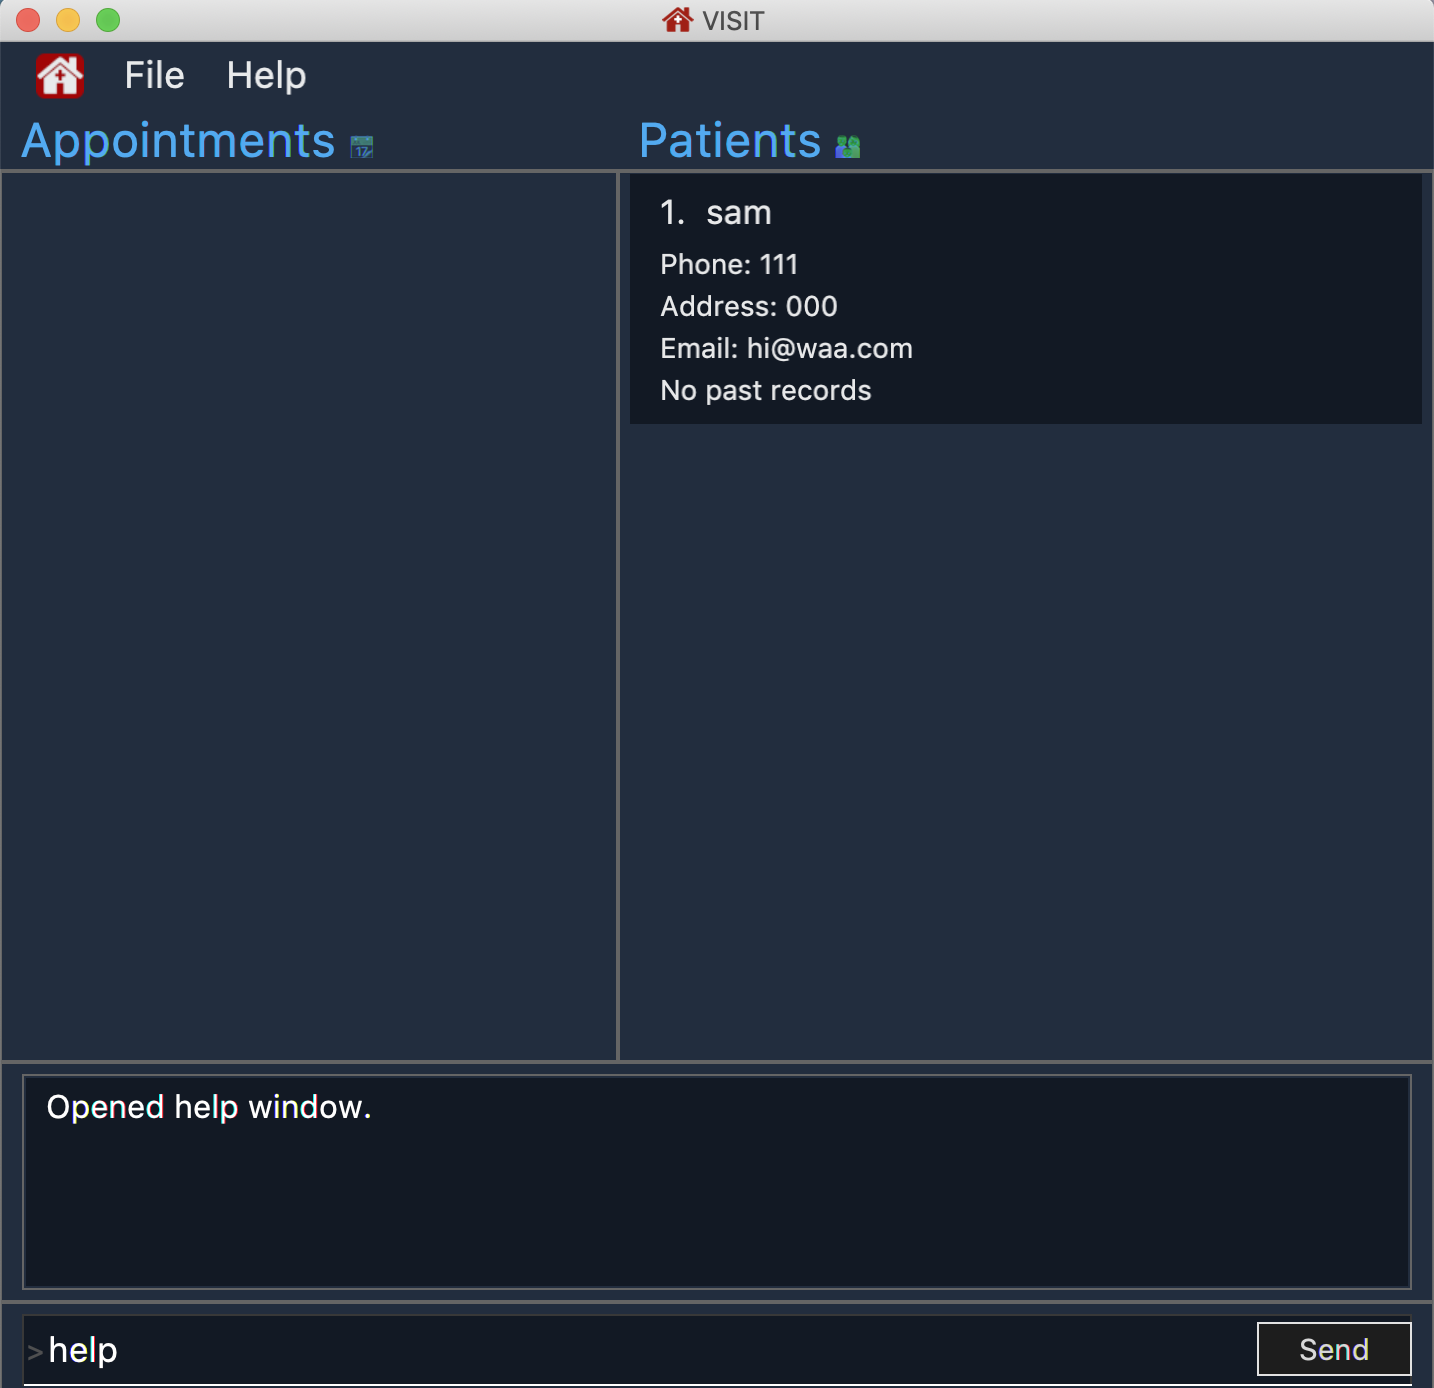 VISIT
File Help
Appointments
17
Patients
1. sam
Phone: 111
Address: 000
Email: hi@waa.com
No past records
Opened help window.
>help
Send